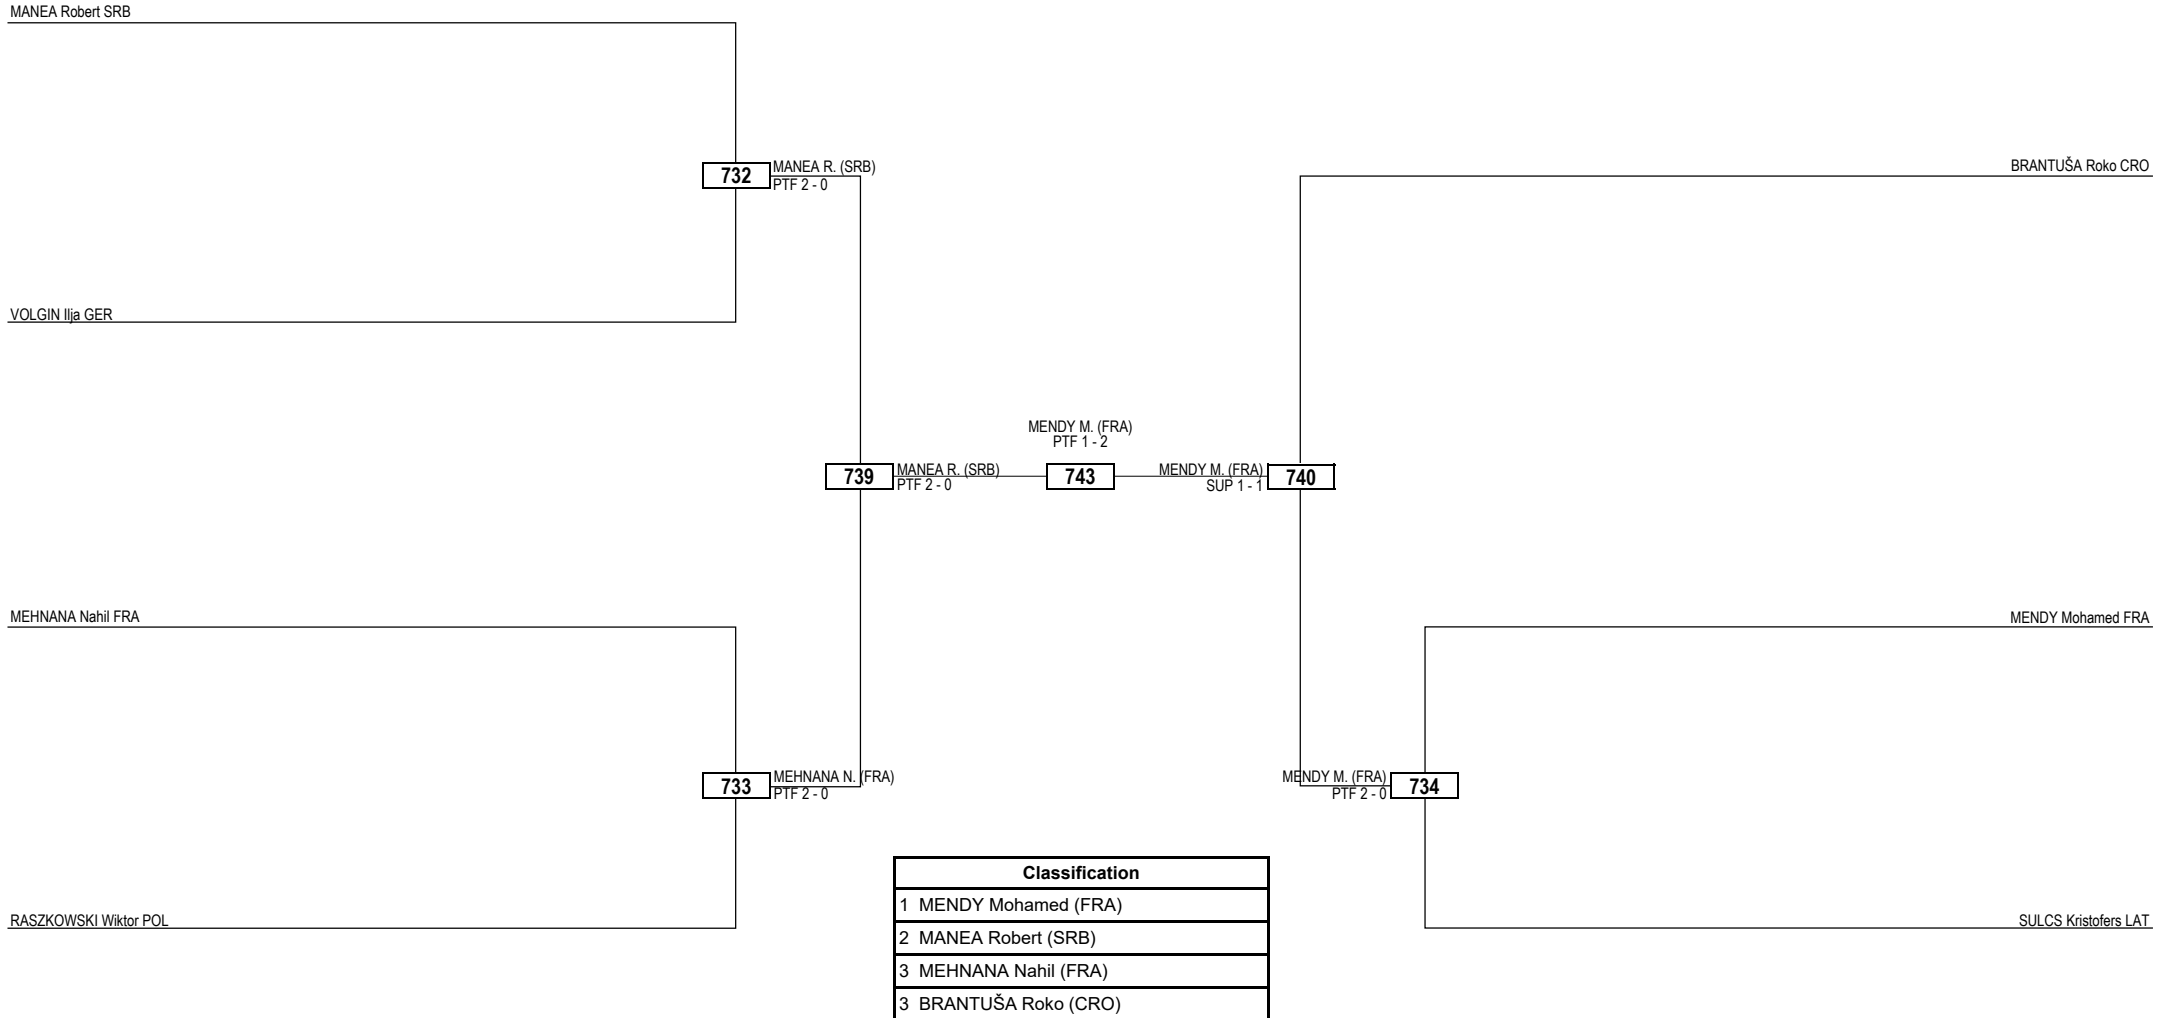 MANEA Robert SRB
732
MANEA R. (SRB)
PTF 2 - 0
BRANTUŠA Roko CRO
VOLGIN Ilja GER
MENDY M. (FRA)
PTF 1 - 2
739
MANEA R. (SRB)
PTF 2 - 0
743
MENDY M. (FRA)
SUP 1 - 1
740
MEHNANA Nahil FRA
MENDY Mohamed FRA
733
MEHNANA N. (FRA)
PTF 2 - 0
MENDY M. (FRA)
PTF 2 - 0
734
RASZKOWSKI Wiktor POL
SULCS Kristofers LAT
Classification
1 MENDY Mohamed (FRA)
2 MANEA Robert (SRB)
3 MEHNANA Nahil (FRA)
3 BRANTUŠA Roko (CRO)